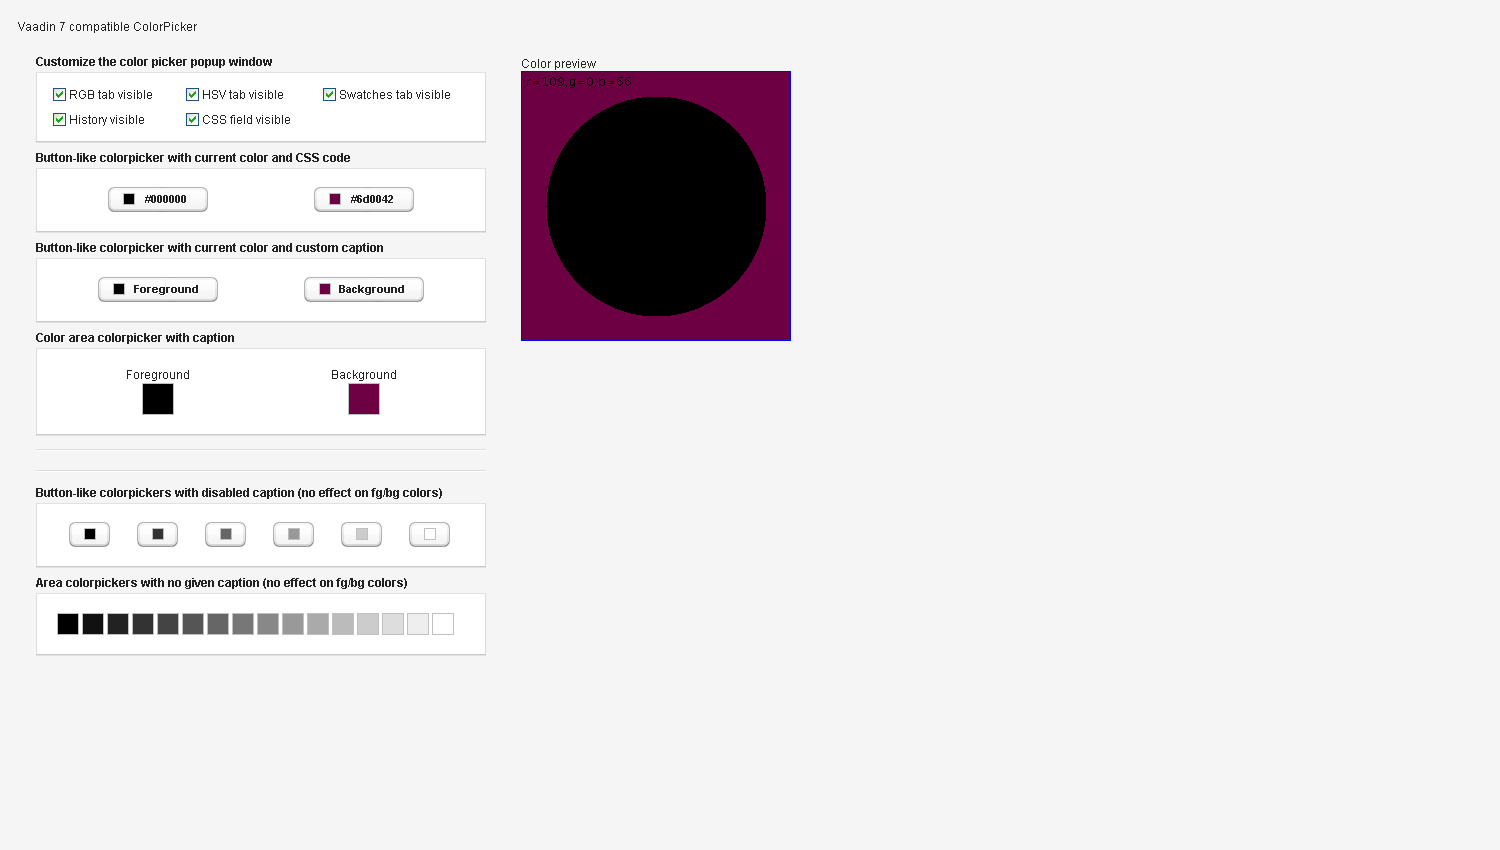 Vaadin 7 compatible ColorPicker
Customize the color picker popup window
RGB tab visible
HSV tab visible
Swatches tab visible
History visible
CSS field visible
Button-like colorpicker with current color and CSS code
#000000
#6d0042
Button-like colorpicker with current color and custom caption
Foreground
Background
Color area colorpicker with caption
Foreground
Background
Button-like colorpickers with disabled caption (no effect on fg/bg colors)
Area colorpickers with no given caption (no effect on fg/bg colors)
Color preview
r=109,g=0,b=66